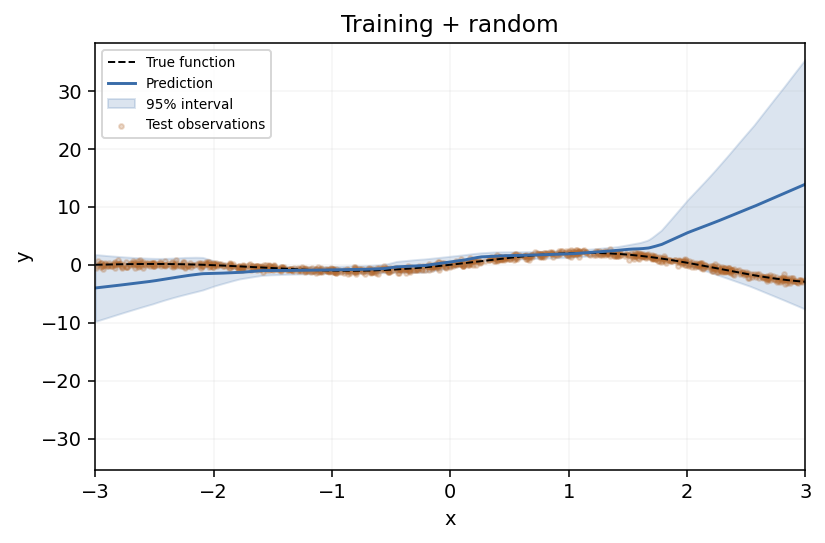 Training + random
True function
Prediction
95% interval
Test observations
30
20
10
0
−10
−20
−30
y
−3
−2
−1
0
1
2
3
x